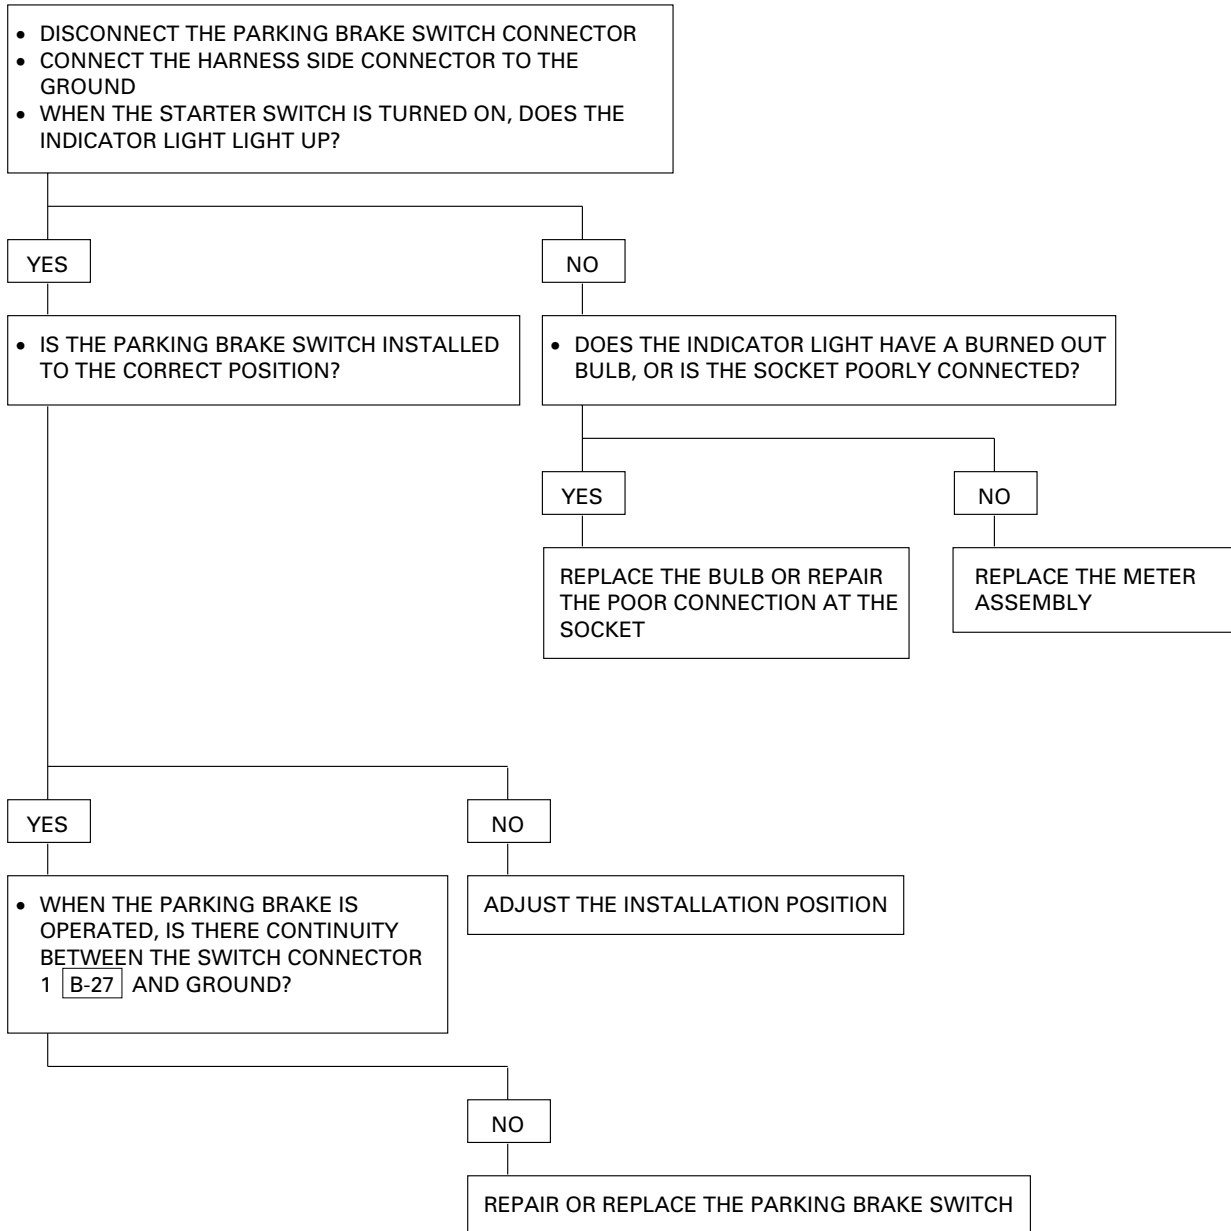 • DISCONNECT THE PARKING BRAKE SWITCH CONNECTOR
• CONNECT THE HARNESS SIDE CONNECTOR TO THE
GROUND
• WHEN THE STARTER SWITCH IS TURNED ON, DOES THE
INDICATOR LIGHT LIGHT UP?
YES
NO
• IS THE PARKING BRAKE SWITCH INSTALLED
TO THE CORRECT POSITION?
• DOES THE INDICATOR LIGHT HAVE A BURNED OUT
BULB, OR IS THE SOCKET POORLY CONNECTED?
YES
NO
REPLACE THE BULB OR REPAIR
THE POOR CONNECTION AT THE
SOCKET
REPLACE THE METER
ASSEMBLY
YES
NO
• WHEN THE PARKING BRAKE IS
OPERATED, IS THERE CONTINUITY
BETWEEN THE SWITCH CONNECTOR
1 B-27 AND GROUND?
ADJUST THE INSTALLATION POSITION
NO
REPAIR OR REPLACE THE PARKING BRAKE SWITCH